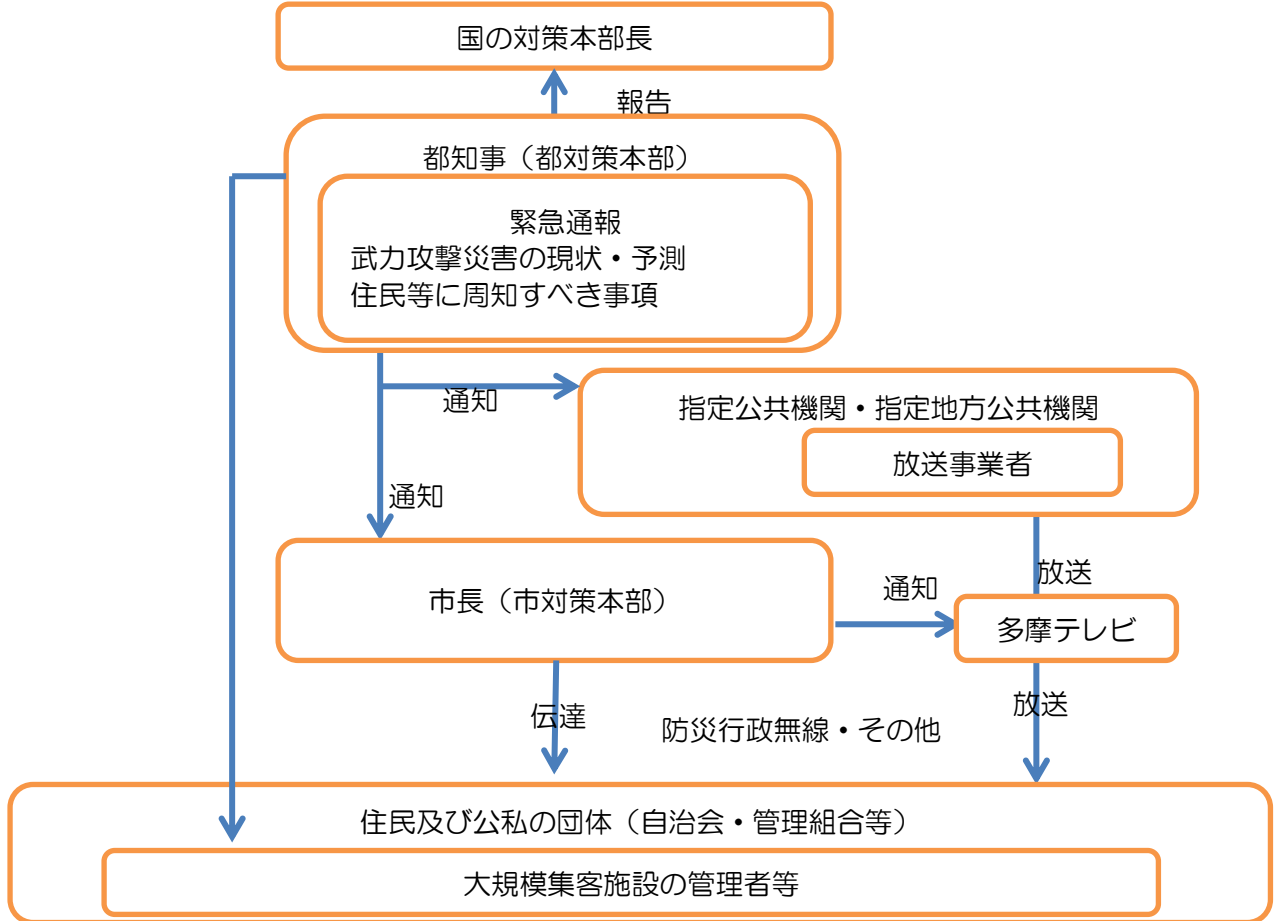 国の対策本部長
報告
都知事（都対策本部）
緊急通報
武力攻撃災害の現状・予測
住民等に周知すべき事項
通知
指定公共機関・指定地方公共機関
放送事業者
通知
市長（市対策本部）
通知
放送
多摩テレビ
伝達
防災行政無線・その他
放送
住民及び公私の団体（自治会・管理組合等）
大規模集客施設の管理者等